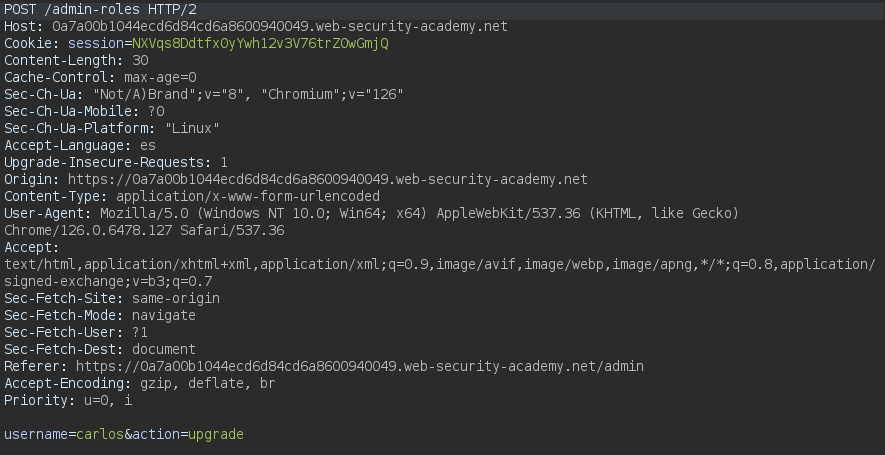 POST /admin-roles HTTP/2
Host: 0a7a00b1044ecd6d84cd6a8600940049.web-security-academy.net
Cookie: session=NXVqs8DdtfxOyYwh12v3V76trZ0wGmjQ
Content-Length: 30
Cache-Control: max-age=0
Sec-Ch-Ua: "Not/A)Brand";v="8", "Chromium";v="126"
Sec-Ch-Ua-Mobile: ?0
Sec-Ch-Ua-Platform: "Linux"
Accept-Language: es
Upgrade-Insecure-Requests: 1
Origin: https://0a7a00b1044ecd6d84cd6a8600940049.web-security-academy.net
Content-Type: application/x-www-form-urlencoded
User-Agent: Mozilla/5.0 (Windows NT 10.0; Win64; x64) AppleWebKit/537.36 (KHTML, like Gecko)
Chrome/126.0.6478.127 Safari/537.36
Accept:
text/html,application/xhtml+xml,application/xml;q=0.9,image/avif,image/webp,image/apng,*/*;q=0.8,application/
signed-exchange;v=b3;q=0.7
Sec-Fetch-Site: same-origin
Sec-Fetch-Mode: navigate
Sec-Fetch-User: ?1
Sec-Fetch-Dest: document
Referer: https://0a7a00b1044ecd6d84cd6a8600940049.web-security-academy.net/admin
Accept-Encoding: gzip, deflate, br
Priority: u=0, i
username=carlos&action=upgrade